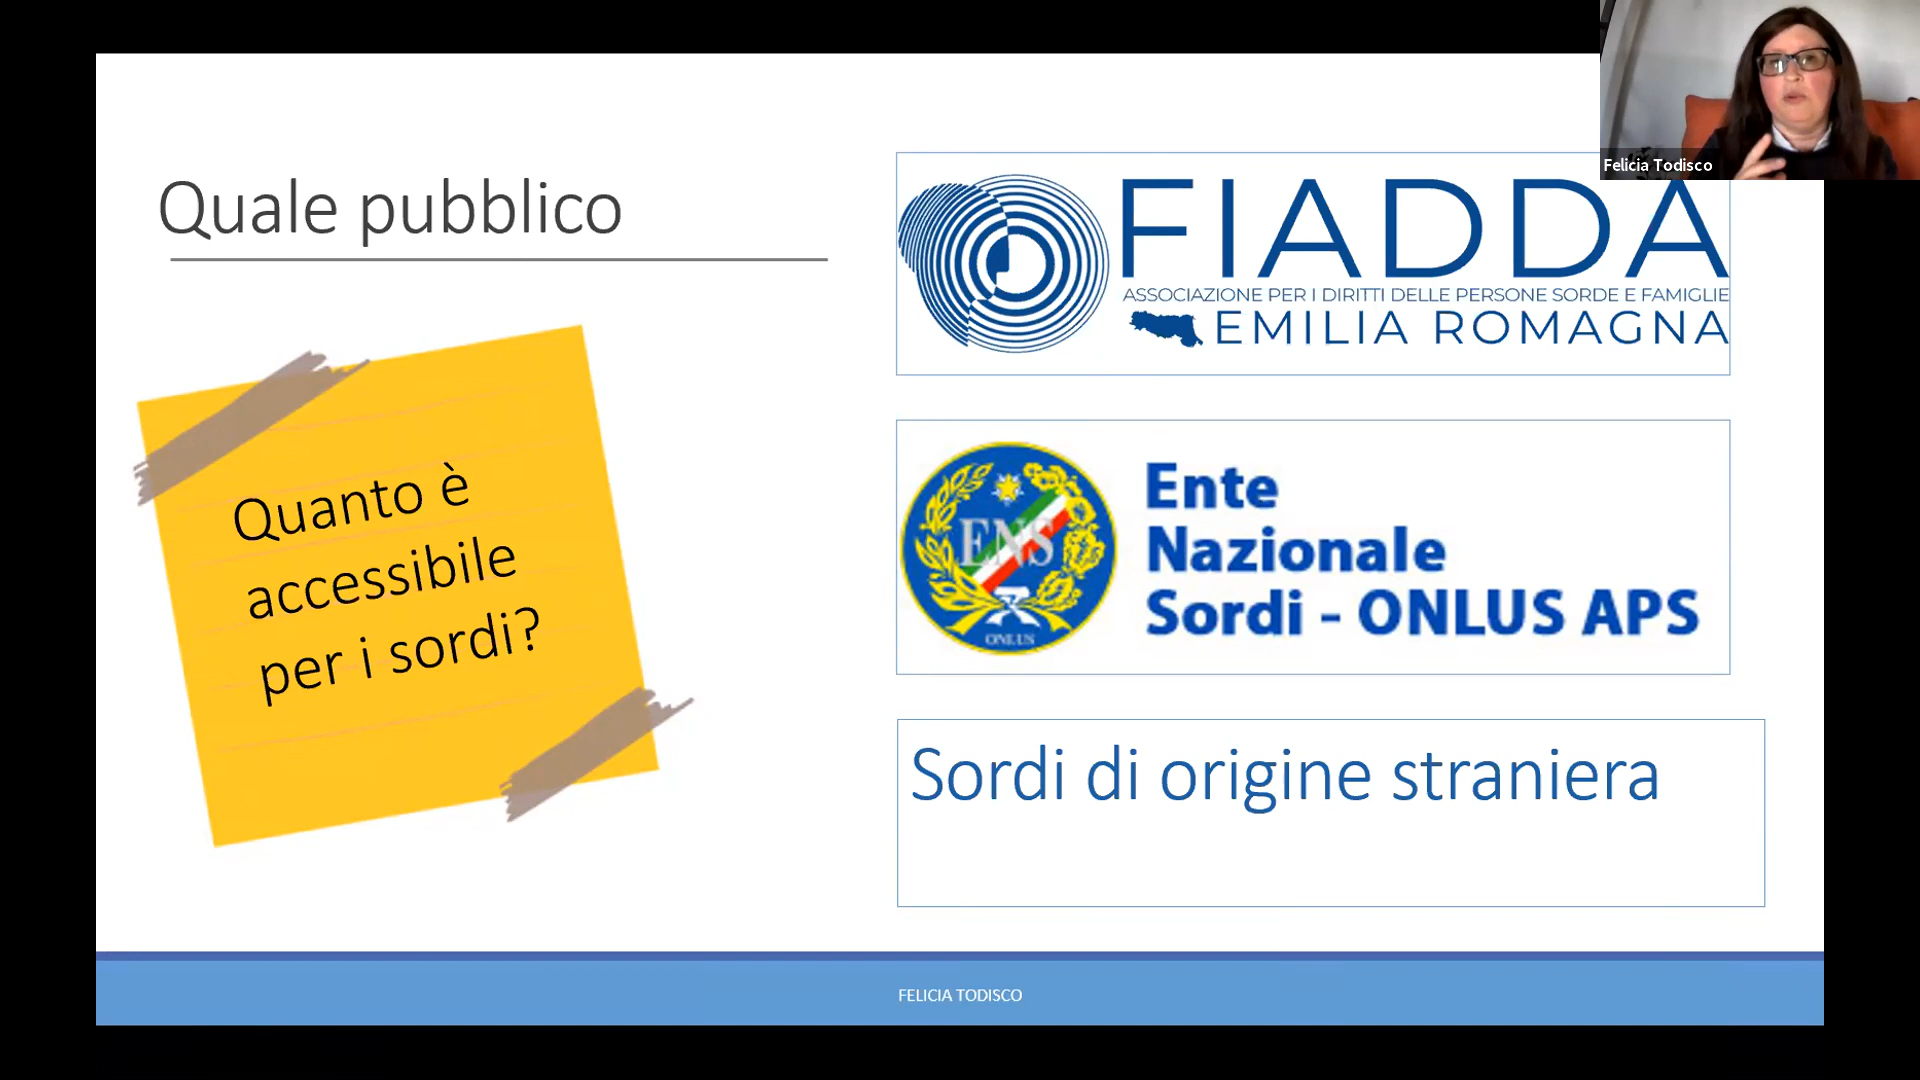 Quale pubblico
Quanto è
accessibile
per i sordi?
FIADDA
ASSOCIAZIONE PER I DIRITTI DELLE PERSONE SORDE E FAMIGLIE
EMILIA ROMAGNA
ENS
ONLUS
Ente
Nazionale
Sordi - ONLUS APS
Sordi di origine straniera
FELICIA TODISCO
Felicia Todisco